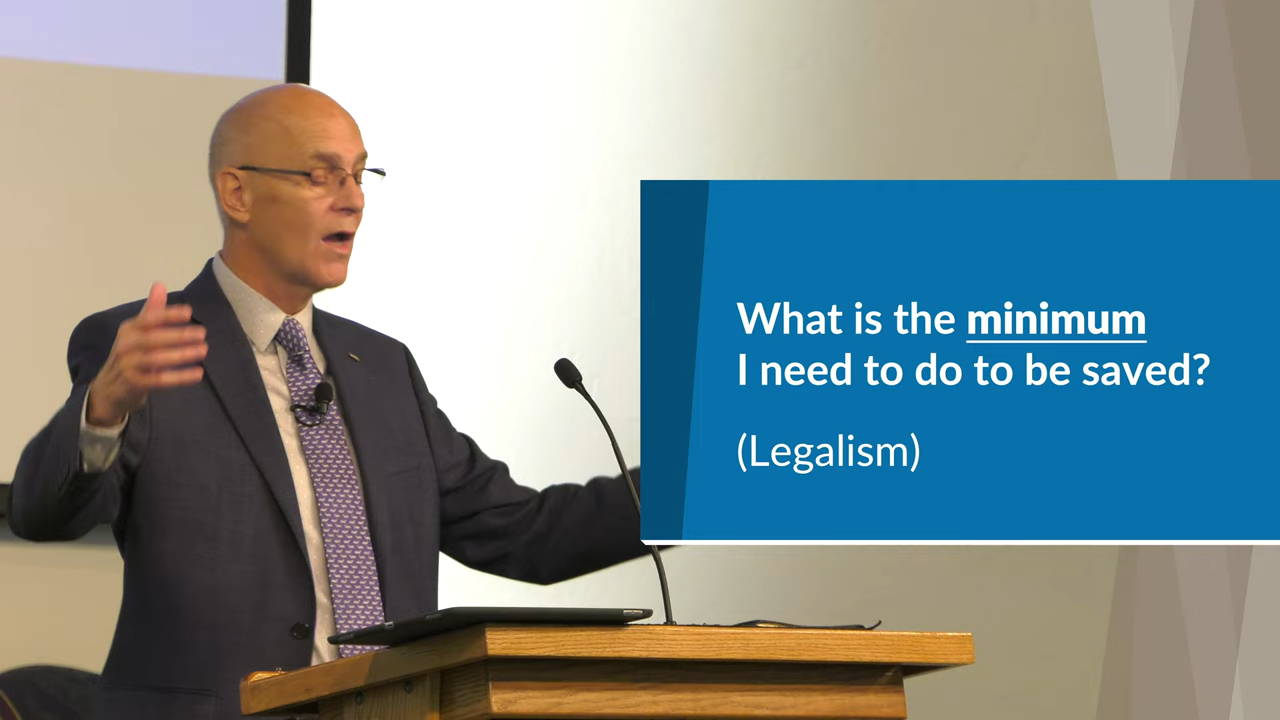 What is the minimum
I need to do to be saved?
(Legalism)